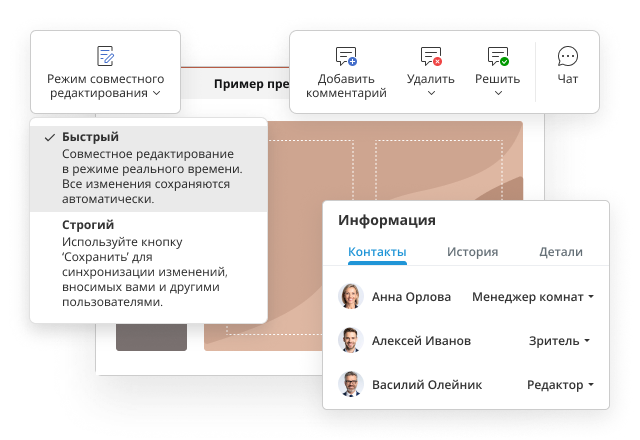 Режим совместного
редактирования
Пример пре
Добавить
комментарий
Удалить
Решить
Чат
Быстрый
Совместное редактирование
в режиме реального времени.
Все изменения сохраняются
автоматически.
Строгий
Используйте кнопку
‘Сохранить’ для
синхронизации изменений,
вносимых вами и другими
пользователями.
Информация
Контакты История Детали
Анна Орлова Менеджер комнат
Алексей Иванов Зритель
Василий Олейник Редактор